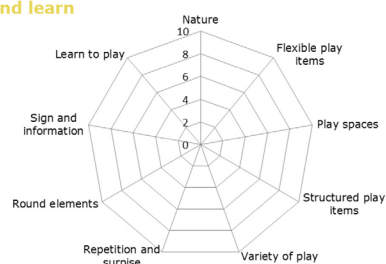 nd learn
Nature
10
8
6
4
2
0
Flexible play
items
Play spaces
Structured play
items
Variety of play
Repetition and
surpise
Round elements
Sign and
information
Learn to play